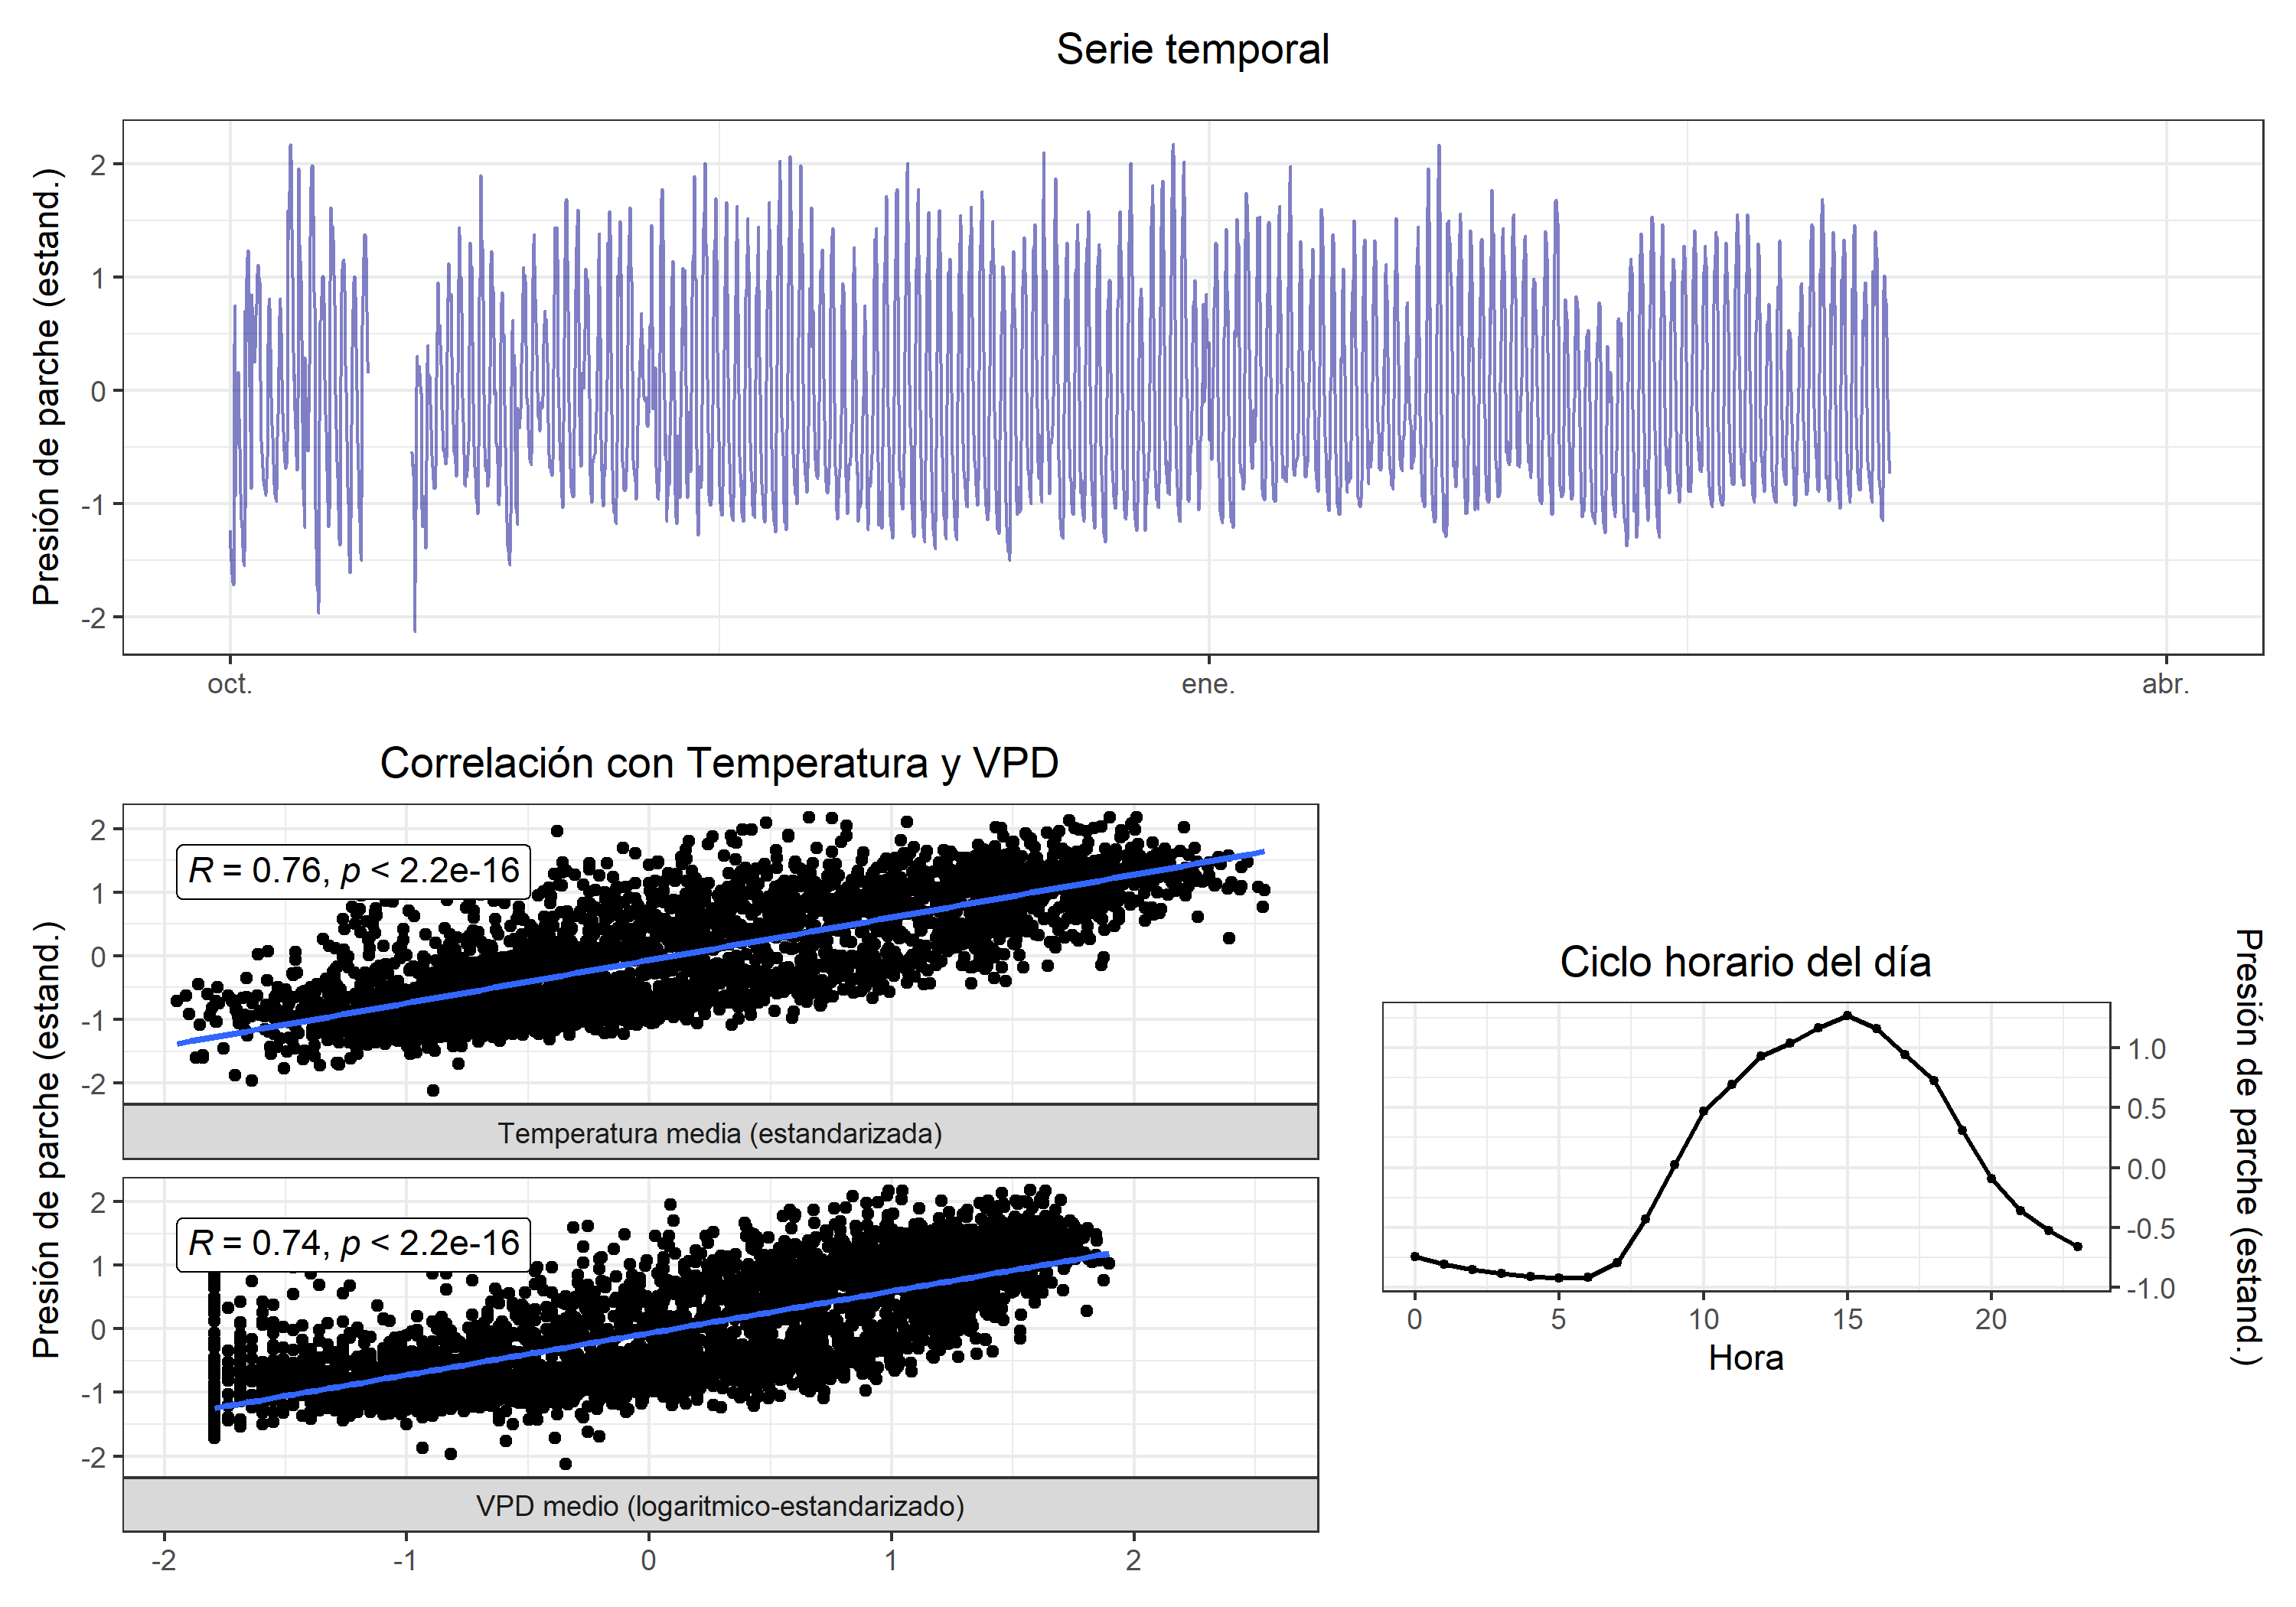 Serie temporal
Presión de parche (estand.)
2
1
0
-1
-2
oct.
ene.
abr.
Correlación con Temperatura y VPD
Presión de parche (estand.)
2
1
0
-1
-2
R = 0.76, p < 2.2e-16
Temperatura media (estandarizada)
2
1
0
-1
-2
R = 0.74, p < 2.2e-16
VPD medio (logaritmico-estandarizado)
-2
-1
0
1
2
Ciclo horario del día
1.0
0.5
0.0
-0.5
-1.0
Presión de parche (estand.)
0
5
10
15
20
Hora